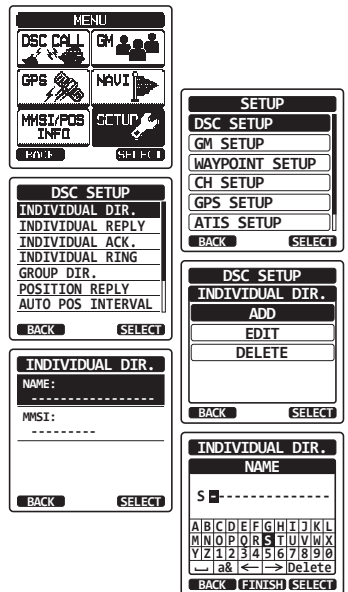 MENU
DSC CALL
GM
GPS
NAVI
MMSI/POS
INFO
SETUP
BACK
SELECT
SETUP
DSC SETUP
GM SETUP
WAYPOINT SETUP
CH SETUP
GPS SETUP
ATIS SETUP
BACK
SELECT
DSC SETUP
INDIVIDUAL DIR.
INDIVIDUAL REPLY
INDIVIDUAL ACK.
INDIVIDUAL RING
GROUP DIR.
POSITION REPLY
AUTO POS INTERVAL
BACK
SELECT
DSC SETUP
INDIVIDUAL DIR.
ADD
EDIT
DELETE
BACK
SELECT
INDIVIDUAL DIR.
NAME:
-----------------
MMSI:
---------
BACK
SELECT
INDIVIDUAL DIR.
NAME
S --------------
A B C D E F G H I J K L
M N O P Q R S T U V W X
Y Z 1 2 3 4 5 6 7 8 9 0
a& ← → Delete
BACK FINISH SELECT